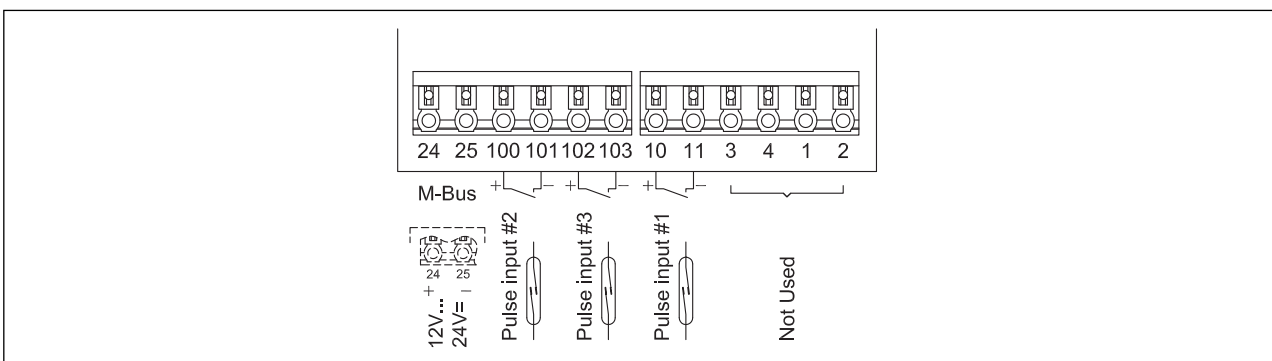 24 25 100 101 102 103 10 11 3 4 1 2
+ − + − + −
M-Bus
24 25
+ −
12V...
24V=
Pulse input #2
Pulse input #3
Pulse input #1
Not Used